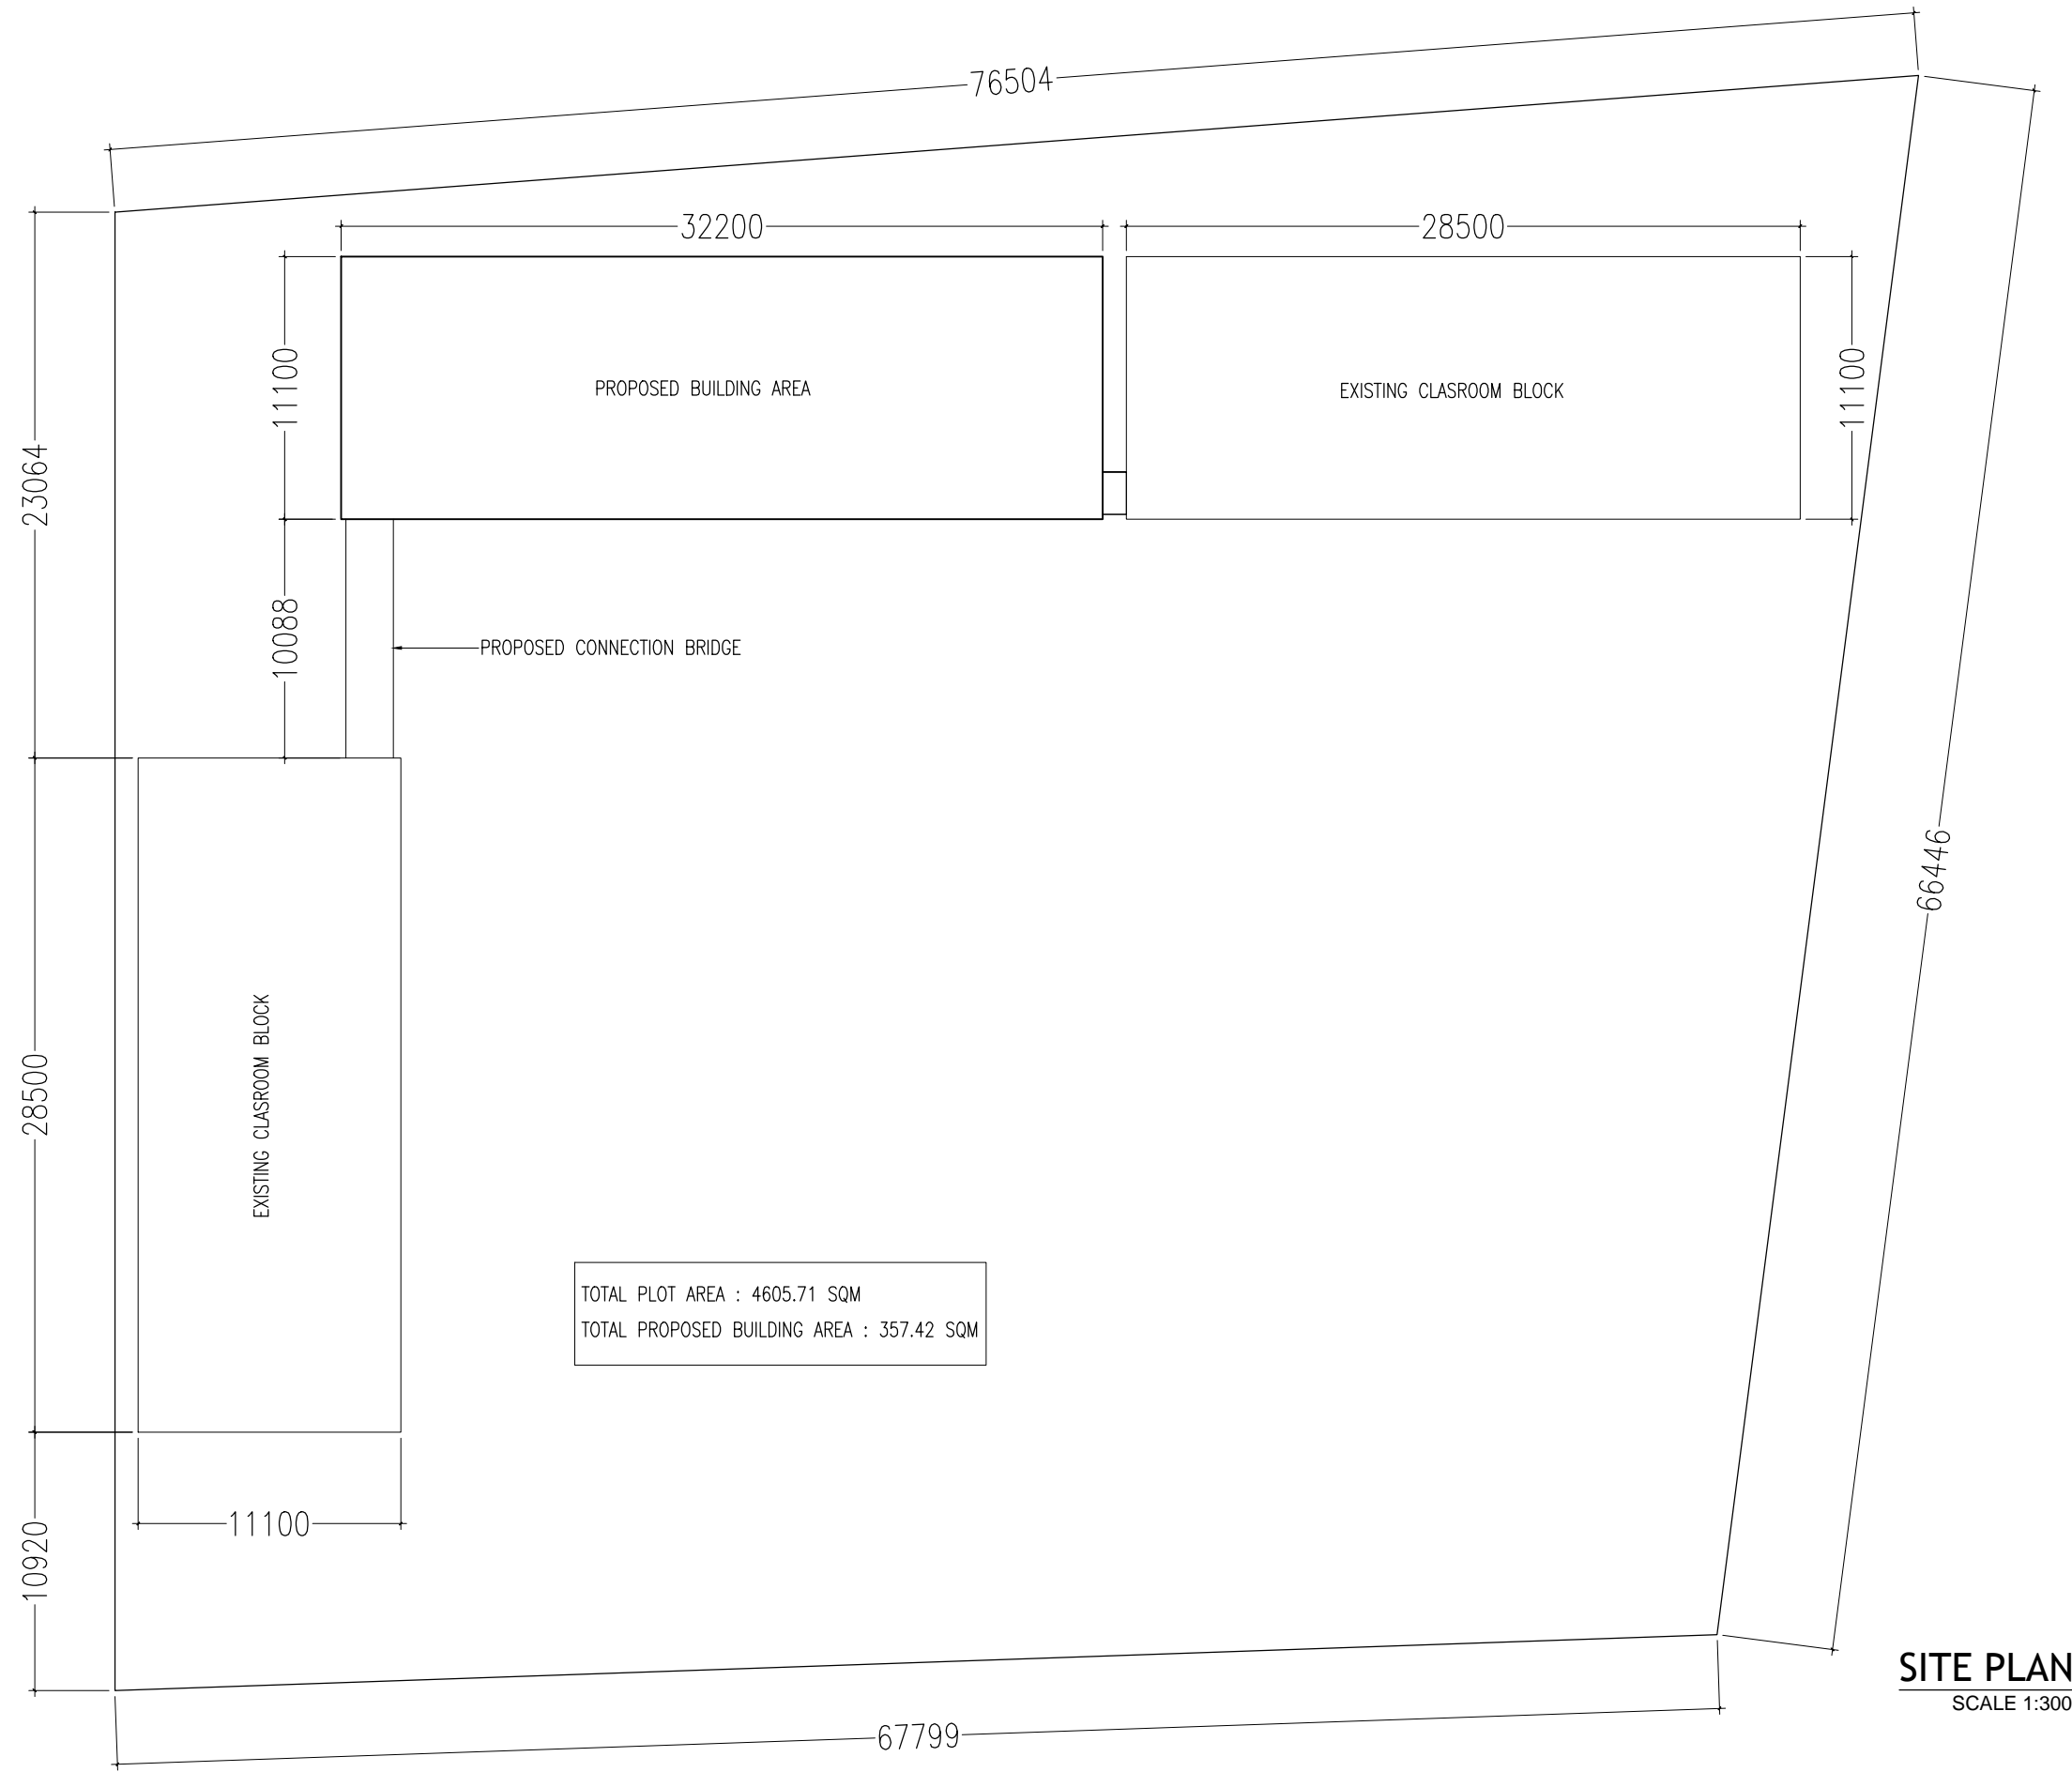 76504
32200
28500
11100
PROPOSED BUILDING AREA
EXISTING CLASROOM BLOCK
11100
23064
10088
PROPOSED CONNECTION BRIDGE
66446
28500
EXISTING CLASROOM BLOCK
TOTAL PLOT AREA : 4605.71 SQM
TOTAL PROPOSED BUILDING AREA : 357.42 SQM
11100
10920
67799
SITE PLAN
SCALE 1:300